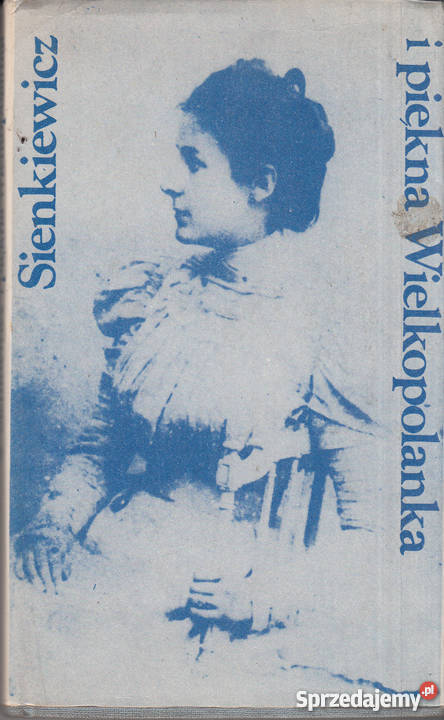 Sienkiewicz
i piękna Wielkopolanka
Sprzedajemy.pl